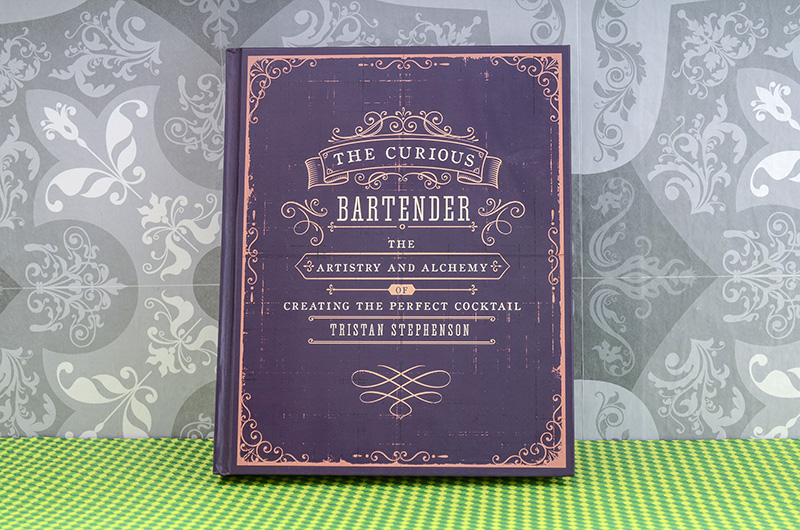 THE CURIOUS
BARTENDER
THE
ARTISTRY AND ALCHEMY
OF
CREATING THE PERFECT COCKTAIL
TRISTAN STEPHENSON